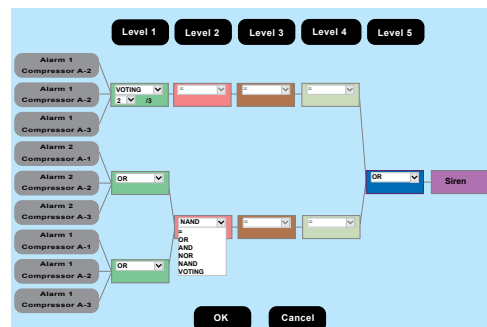 Level 1 Level 2 Level 3 Level 4 Level 5
Alarm 1
Compressor A-2
Alarm 1
Compressor A-2
VOTING = = =
2 /3
Alarm 1
Compressor A-3
Alarm 2
Compressor A-1
Alarm 2
Compressor A-2
OR
OR
Siren
Alarm 2
Compressor A-3
NAND = =
=
OR
AND
NOR
NAND
VOTING
Alarm 1
Compressor A-1
Alarm 1
Compressor A-2
OR
Alarm 1
Compressor A-3
OK Cancel